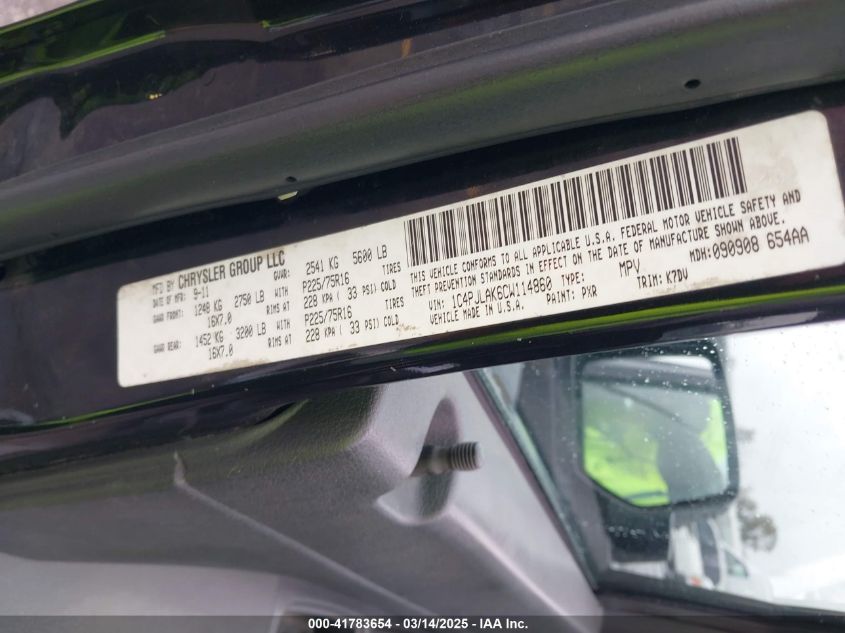 MFD BY CHRYSLER GROUP LLC
DATE OF MFR: 9-11 GVWR: 2541 KG 5600 LB
GAWR FRONT: 1248 KG 2750 LB WITH P225/75R16 TIRES
16X7.0 RIMS AT 228 KPA ( 33 PSI) COLD
GAWR REAR: 1452 KG 3200 LB WITH P225/75R16 TIRES
16X7.0 RIMS AT 228 KPA ( 33 PSI) COLD
THIS VEHICLE CONFORMS TO ALL APPLICABLE U.S.A. FEDERAL MOTOR VEHICLE SAFETY AND
THEFT PREVENTION STANDARDS IN EFFECT ON THE DATE OF MANUFACTURE SHOWN ABOVE.
VIN: 1C4PJLAK6CW114860 TYPE: MPV MDH: 090908 654AA
VEHICLE MADE IN U.S.A. PAINT: PXR TRIM: K7DV
000-41783654 / 03/14/2025 - IAA Inc.